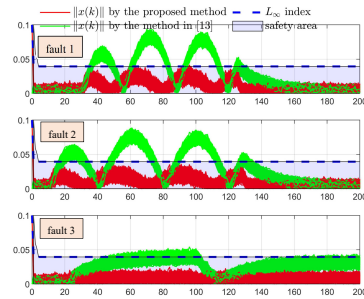 ‖x(k)‖ by the proposed method L∞ index
‖x(k)‖ by the method in [13] safety area
0.1
fault 1
0.05
0
0 20 40 60 80 100 120 140 160 180 200
0.1
fault 2
0.05
0
0 20 40 60 80 100 120 140 160 180 200
0.1
fault 3
0.05
0
0 20 40 60 80 100 120 140 160 180 200